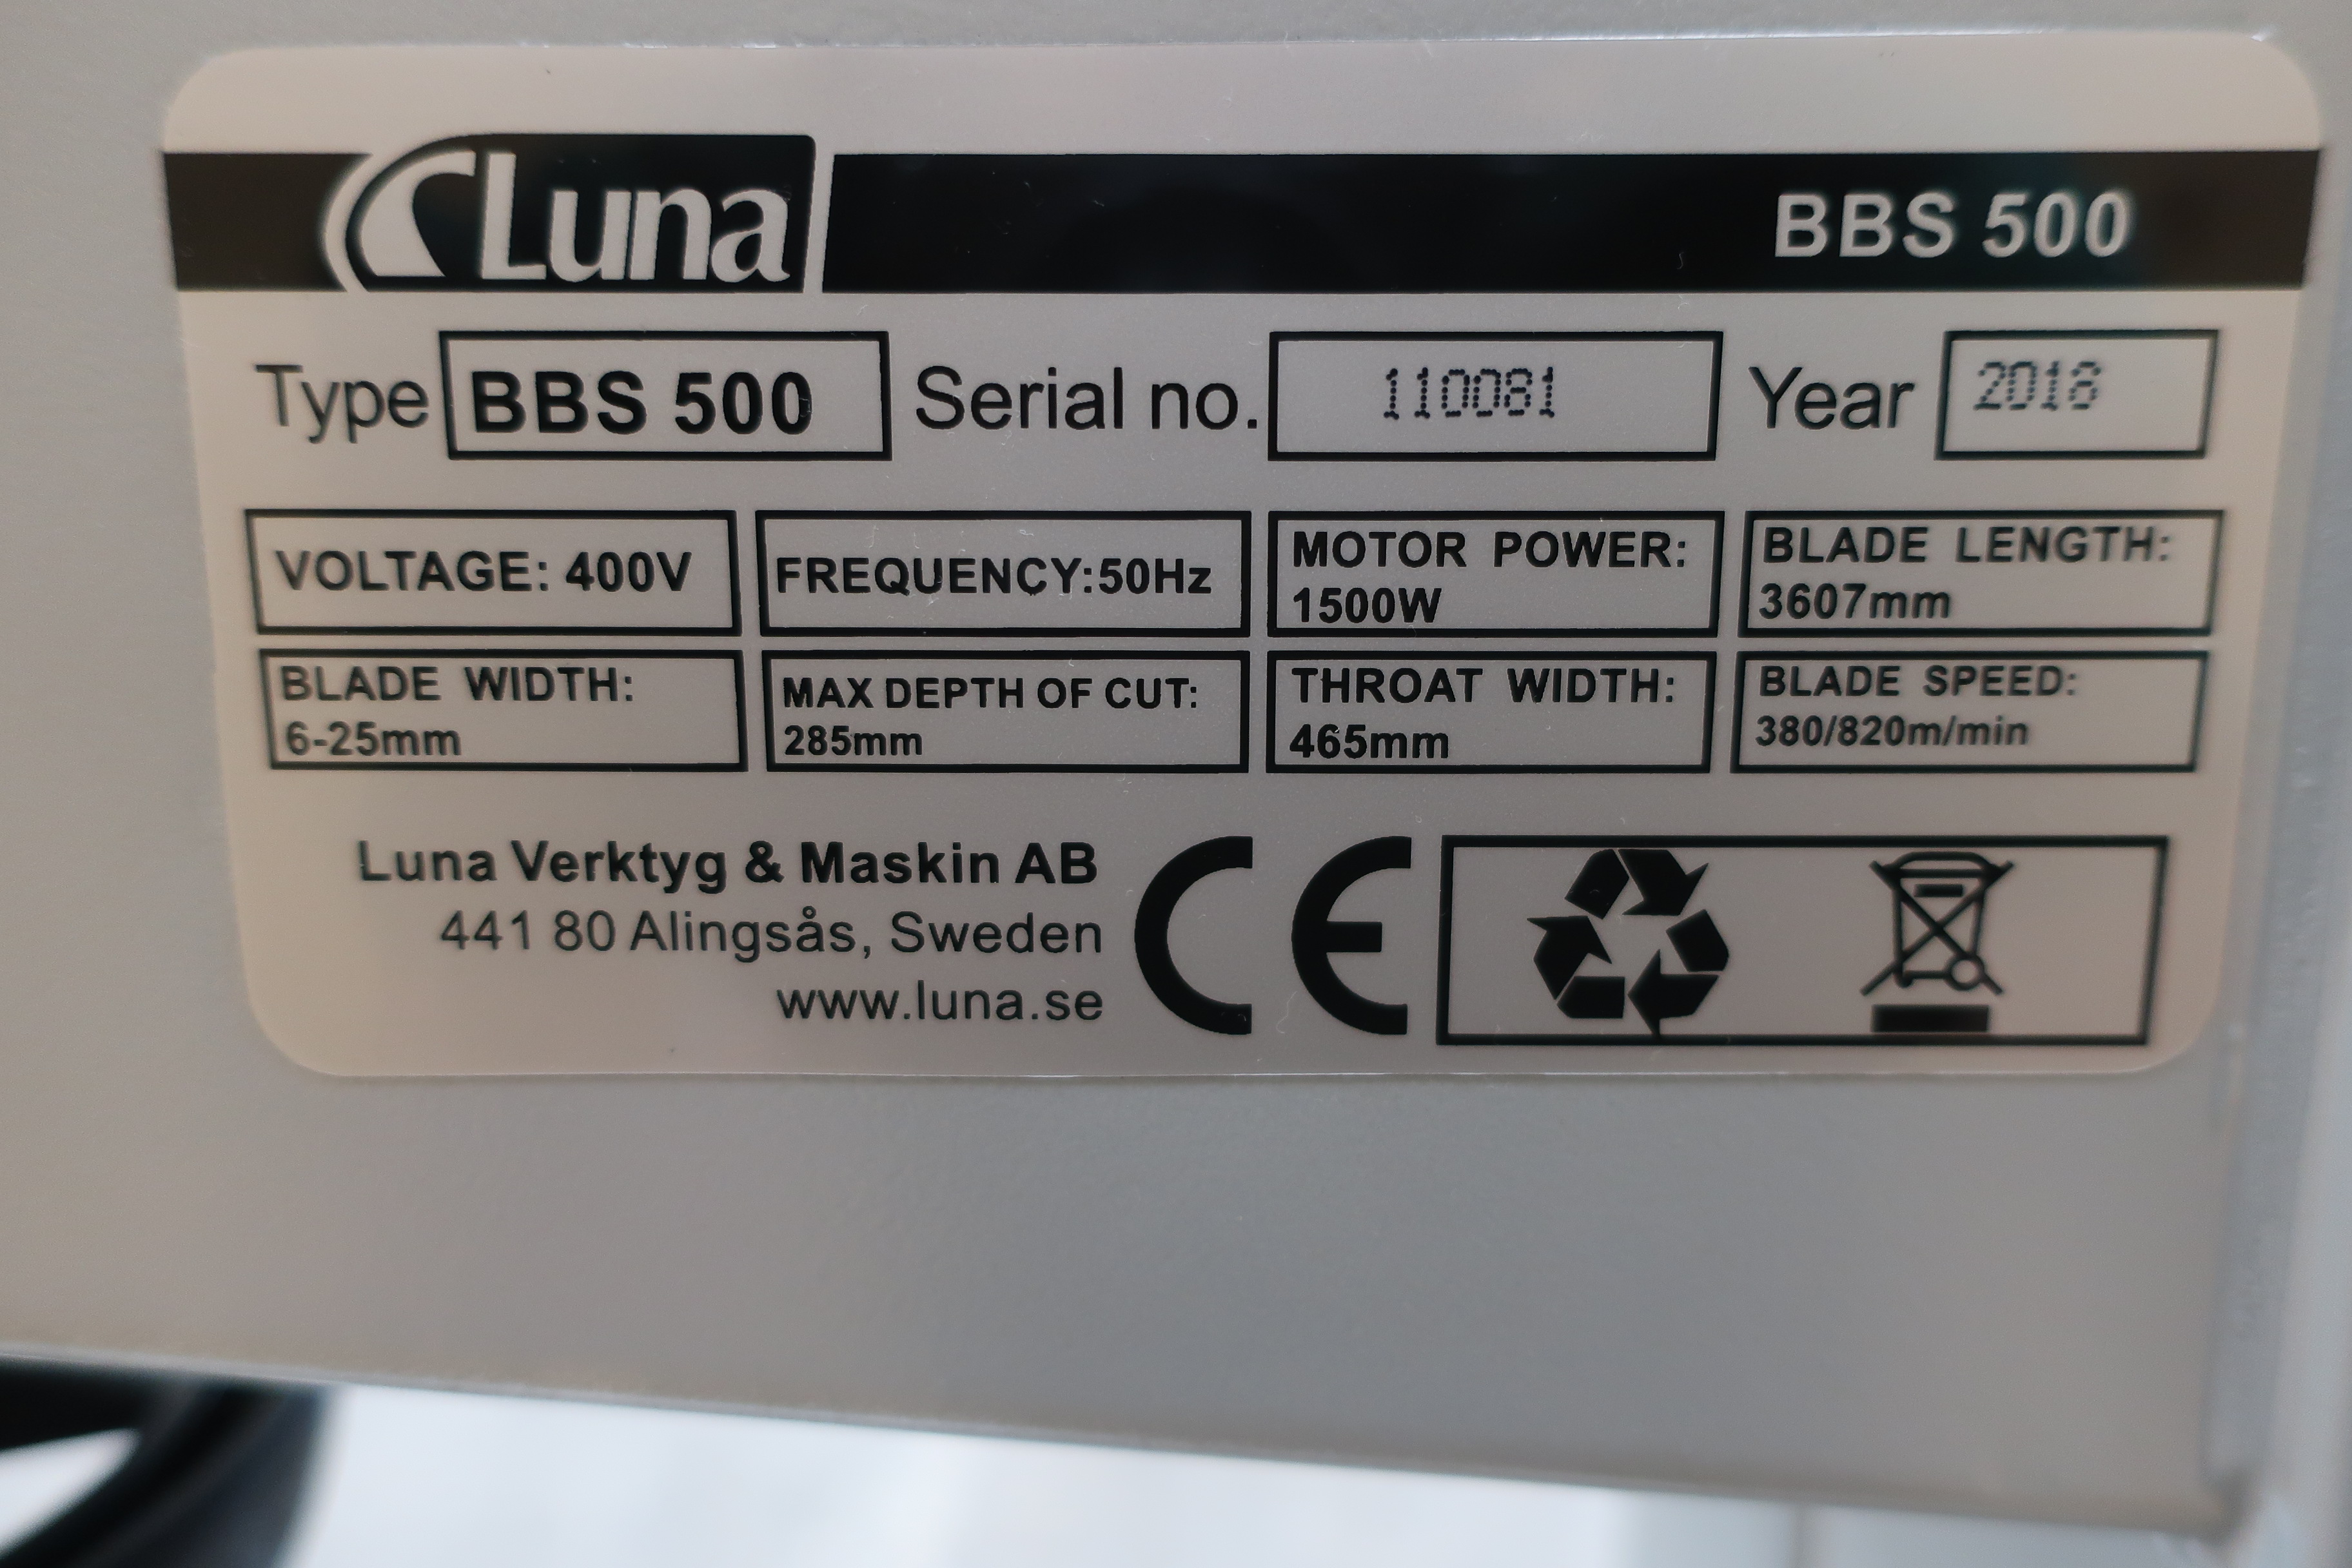 Luna
BBS 500
Type BBS 500 Serial no. 110081 Year
VOLTAGE: 400V
FREQUENCY:50Hz
MOTOR POWER:
1500W
BLADE LENGTH:
3607mm
BLADE WIDTH:
6-25mm
MAX DEPTH OF CUT:
285mm
THROAT WIDTH:
465mm
BLADE SPEED:
380/820m/min
Luna Verktyg & Maskin AB
441 80 Alingsås, Sweden
www.luna.se
CE